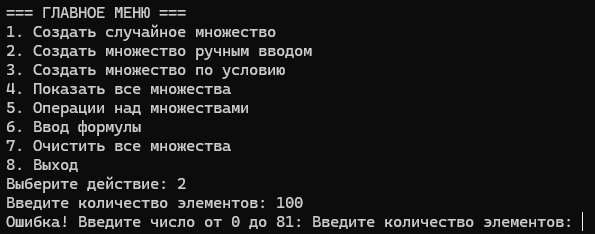 === ГЛАВНОЕ МЕНЮ ===
1. Создать случайное множество
2. Создать множество ручным вводом
3. Создать множество по условию
4. Показать все множества
5. Операции над множествами
6. Ввод формулы
7. Очистить все множества
8. Выход
Выберите действие: 2
Введите количество элементов: 100
Ошибка! Введите число от 0 до 81: Введите количество элементов: